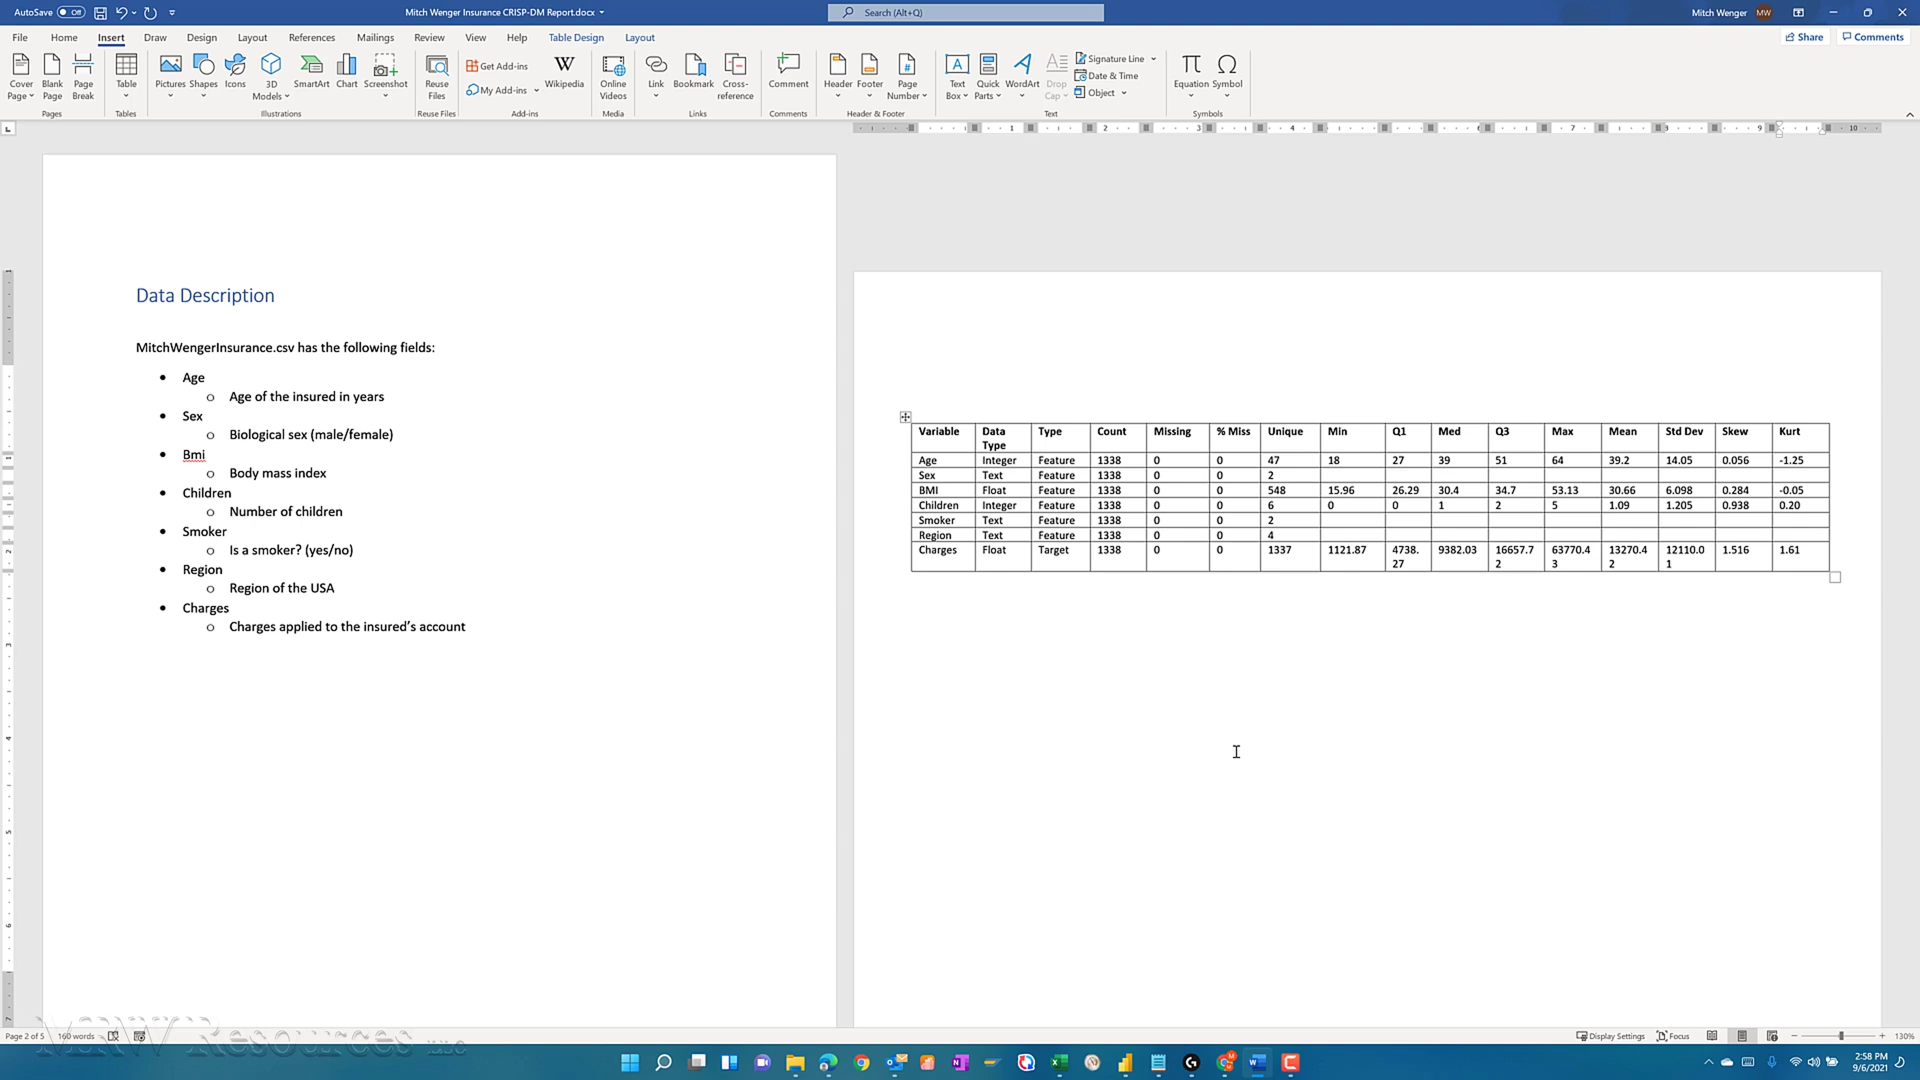 AutoSave Off
Mitch Wenger Insurance CRISP-DM Report.docx
Search (Alt+Q)
Mitch Wenger MW
File Home Insert Draw Design Layout References Mailings Review View Help Table Design Layout
Share Comments
Cover Page
Blank Page
Page Break
Pages
Table
Tables
Pictures
Shapes
Icons
3D Models
SmartArt
Chart
Screenshot
Illustrations
Reuse Files
Reuse Files
Get Add-ins
My Add-ins
Wikipedia
Add-ins
Online Videos
Media
Link
Bookmark
Cross-reference
Links
Comment
Comments
Header
Footer
Page Number
Header & Footer
Text Box
Quick Parts
WordArt
Drop Cap
Signature Line
Date & Time
Object
Text
Equation
Symbol
Symbols
Data Description
MitchWengerInsurance.csv has the following fields:
• Age
o Age of the insured in years
• Sex
o Biological sex (male/female)
• Bmi
o Body mass index
• Children
o Number of children
• Smoker
o Is a smoker? (yes/no)
• Region
o Region of the USA
• Charges
o Charges applied to the insured's account
Variable Data Type Type Count Missing % Miss Unique Min Q1 Med Q3 Max Mean Std Dev Skew Kurt
Age Integer Feature 1338 0 0 47 18 27 39 51 64 39.2 14.05 0.056 -1.25
Sex Text Feature 1338 0 0 2
BMI Float Feature 1338 0 0 548 15.96 26.29 30.4 34.7 53.13 30.66 6.098 0.284 -0.05
Children Integer Feature 1338 0 0 6 0 0 1 2 5 1.09 1.205 0.938 0.20
Smoker Text Feature 1338 0 0 2
Region Text Feature 1338 0 0 4
Charges Float Target 1338 0 0 1337 1121.87 4738.27 9382.03 16657.72 63770.43 13270.42 12110.01 1.516 1.61
MRW Resources LLC
Page 2 of 5 160 words
Display Settings Focus 130%
2:58 PM
9/6/2021